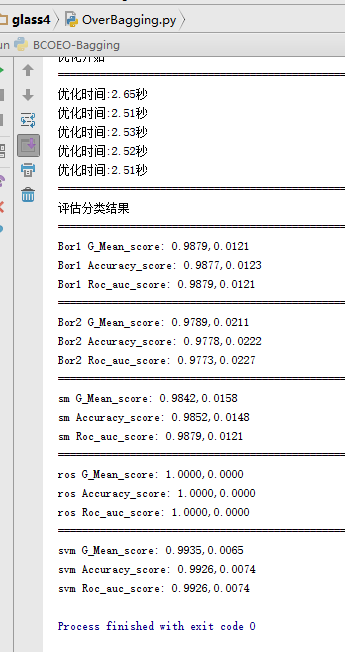 glass4 OverBagging.py
un BCOEO-Bagging
优化开始
优化时间:2.65秒
优化时间:2.51秒
优化时间:2.53秒
优化时间:2.52秒
优化时间:2.51秒
评估分类结果
Bor1 G_Mean_score: 0.9879,0.0121
Bor1 Accuracy_score: 0.9877,0.0123
Bor1 Roc_auc_score: 0.9879,0.0121
Bor2 G_Mean_score: 0.9789,0.0211
Bor2 Accuracy_score: 0.9778,0.0222
Bor2 Roc_auc_score: 0.9773,0.0227
sm G_Mean_score: 0.9842,0.0158
sm Accuracy_score: 0.9852,0.0148
sm Roc_auc_score: 0.9879,0.0121
ros G_Mean_score: 1.0000,0.0000
ros Accuracy_score: 1.0000,0.0000
ros Roc_auc_score: 1.0000,0.0000
svm G_Mean_score: 0.9935,0.0065
svm Accuracy_score: 0.9926,0.0074
svm Roc_auc_score: 0.9926,0.0074
Process finished with exit code 0